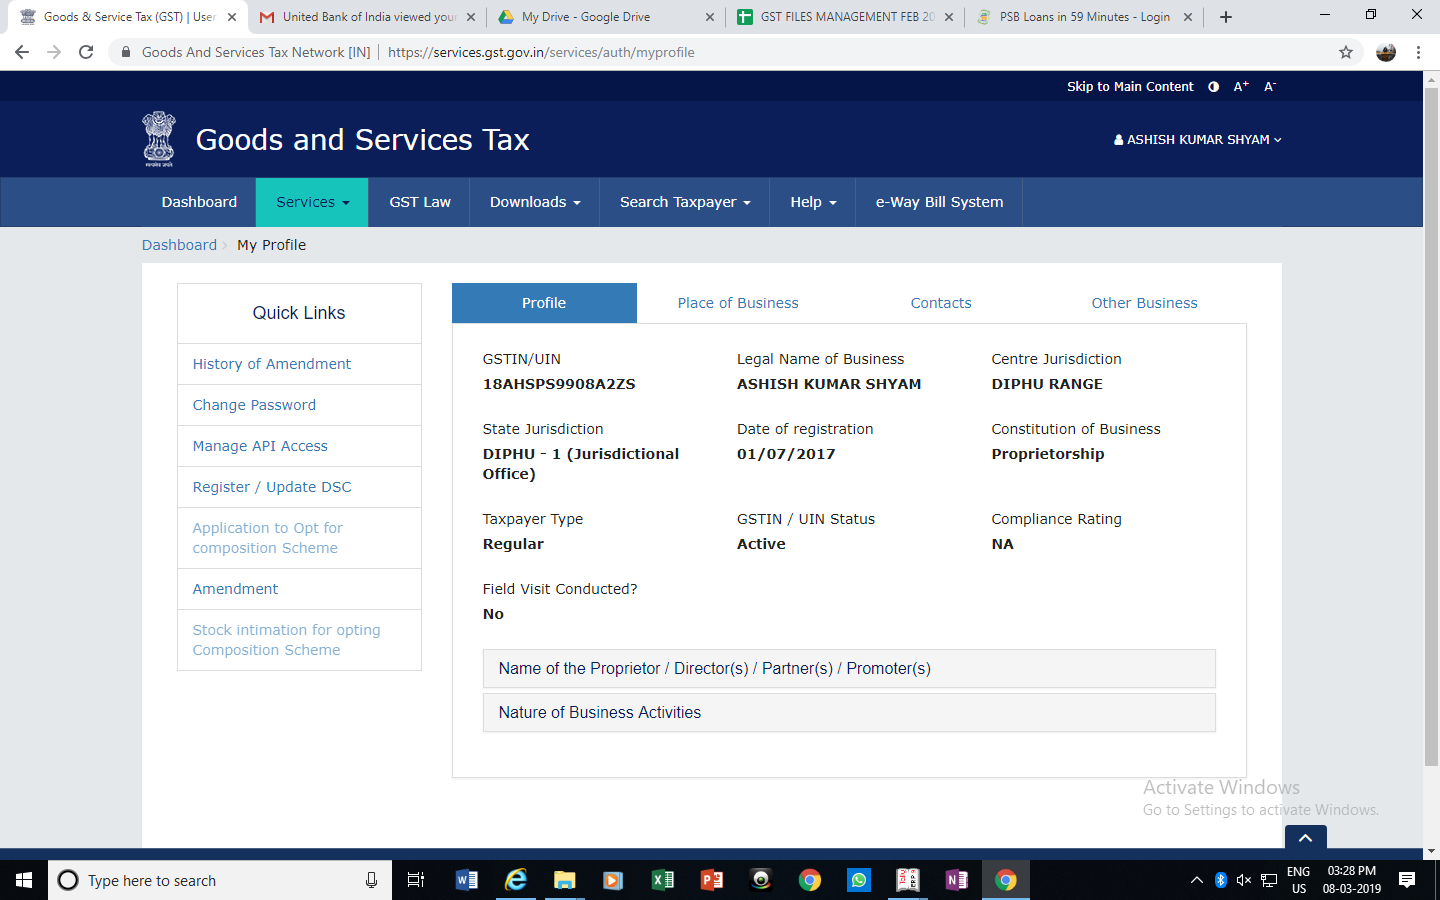 Goods & Service Tax (GST) | User
United Bank of India viewed your
My Drive - Google Drive
GST FILES MANAGEMENT FEB 20
PSB Loans in 59 Minutes - Login
Goods And Services Tax Network [IN] | https://services.gst.gov.in/services/auth/myprofile
Skip to Main Content A+ A-
Goods and Services Tax
ASHISH KUMAR SHYAM
Dashboard Services GST Law Downloads Search Taxpayer Help e-Way Bill System
Dashboard > My Profile
Quick Links
History of Amendment
Change Password
Manage API Access
Register / Update DSC
Application to Opt for
composition Scheme
Amendment
Stock intimation for opting
Composition Scheme
Profile Place of Business Contacts Other Business
GSTIN/UIN
18AHSPS9908A2ZS
Legal Name of Business
ASHISH KUMAR SHYAM
Centre Jurisdiction
DIPHU RANGE
State Jurisdiction
DIPHU - 1 (Jurisdictional
Office)
Date of registration
01/07/2017
Constitution of Business
Proprietorship
Taxpayer Type
Regular
GSTIN / UIN Status
Active
Compliance Rating
NA
Field Visit Conducted?
No
Name of the Proprietor / Director(s) / Partner(s) / Promoter(s)
Nature of Business Activities
Activate Windows
Go to Settings to activate Windows.
Type here to search
ENG
US
03:28 PM
08-03-2019